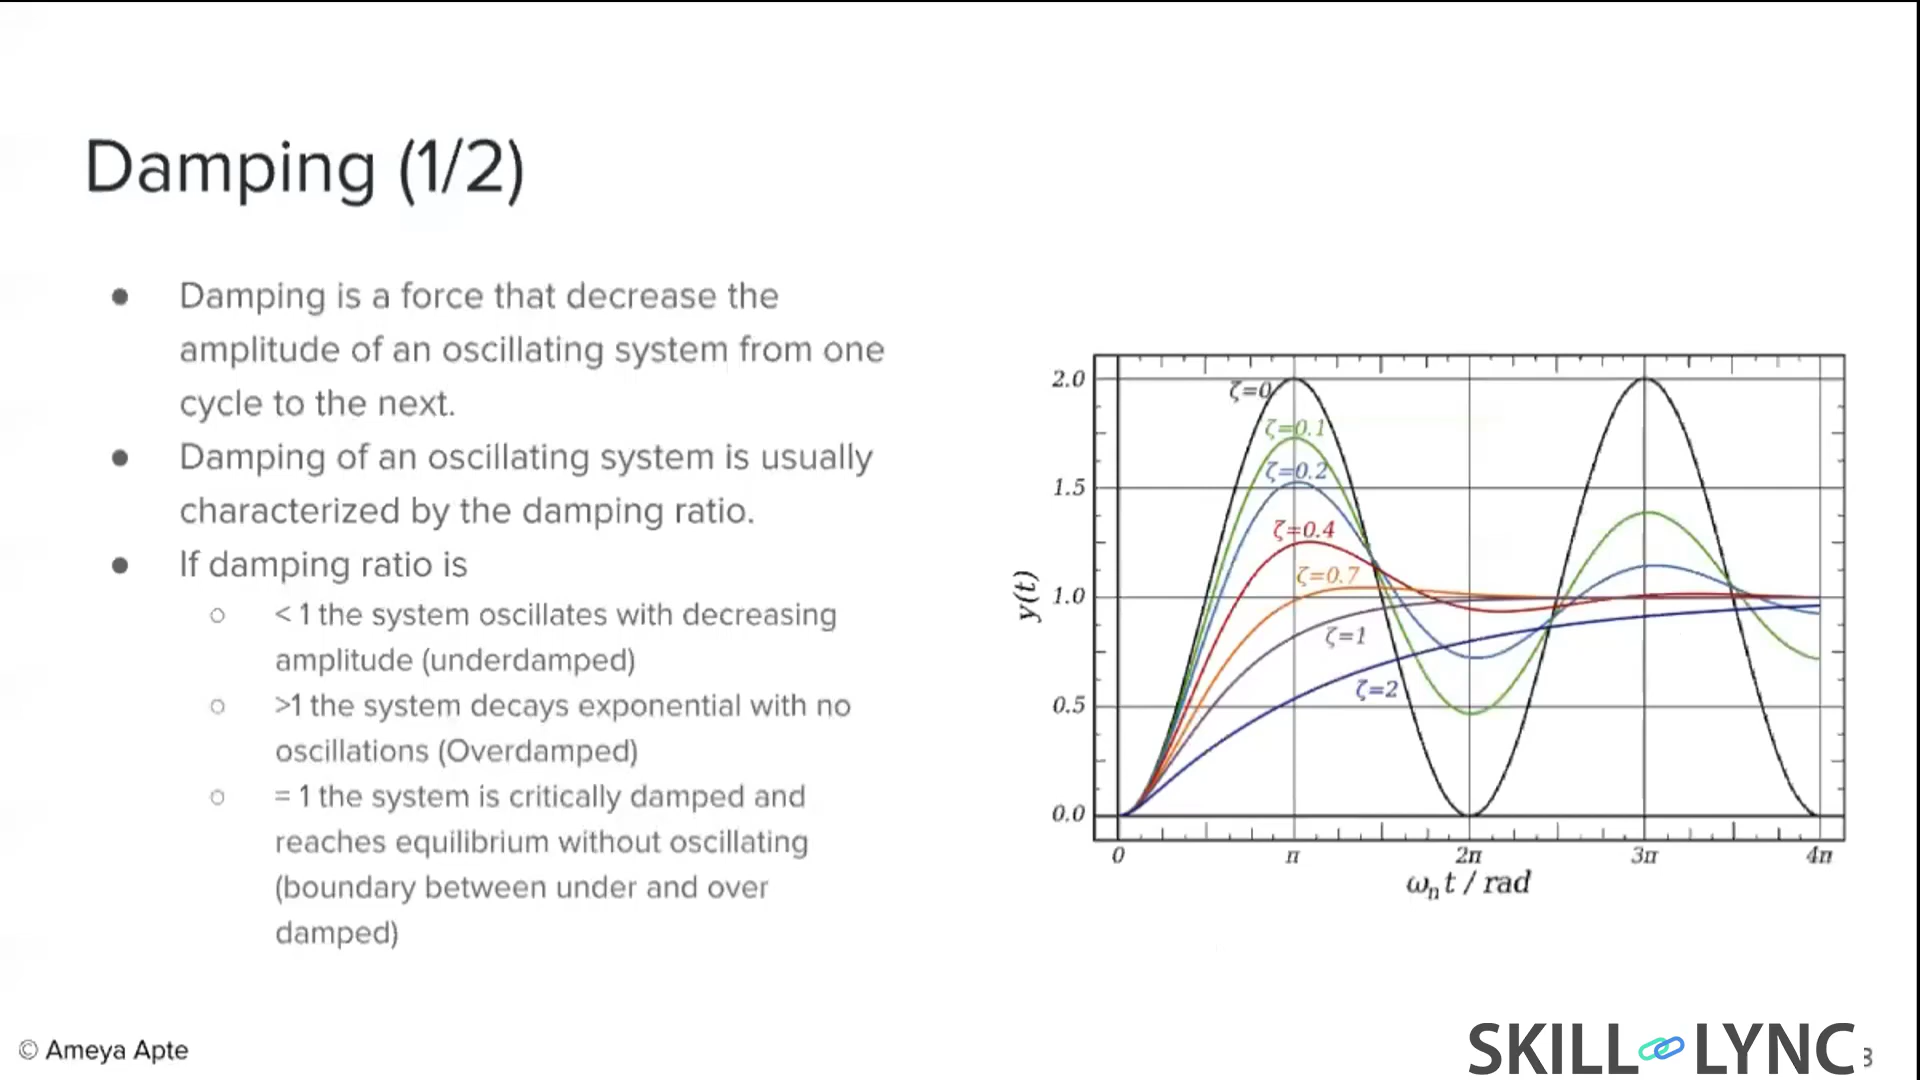 Damping (1/2)
● Damping is a force that decrease the
amplitude of an oscillating system from one
cycle to the next.
● Damping of an oscillating system is usually
characterized by the damping ratio.
● If damping ratio is
○ < 1 the system oscillates with decreasing
amplitude (underdamped)
○ >1 the system decays exponential with no
oscillations (Overdamped)
○ = 1 the system is critically damped and
reaches equilibrium without oscillating
(boundary between under and over
damped)
2.0
1.5
1.0
0.5
0.0
y(t)
ζ=0
ζ=0.1
ζ=0.2
ζ=0.4
ζ=0.7
ζ=1
ζ=2
0 π 2π 3π 4π
ωₙt / rad
© Ameya Apte
SKILL LYNC